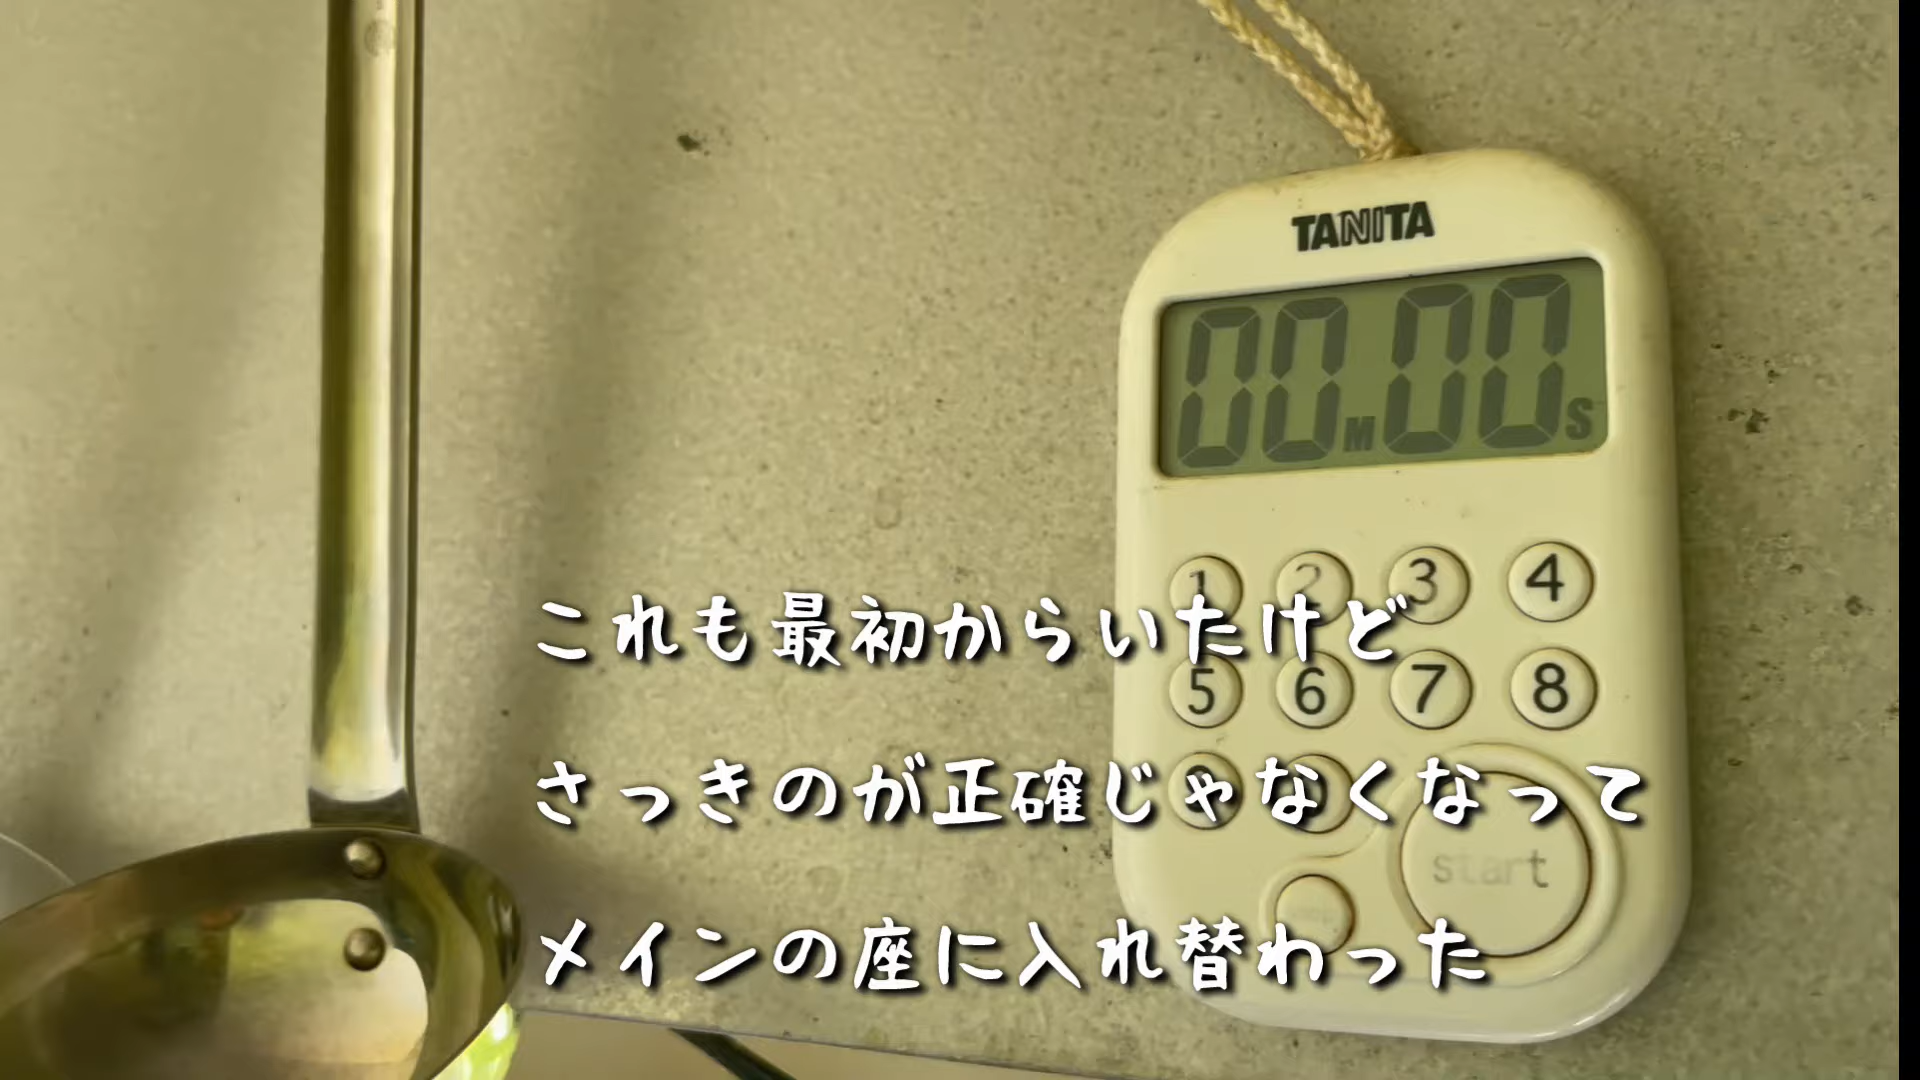 TANITA
00M00S
1 2 3 4
5 6 7 8
start
これも最初からいたけど
さっきのが正確じゃなくなって
メインの座に入れ替わった